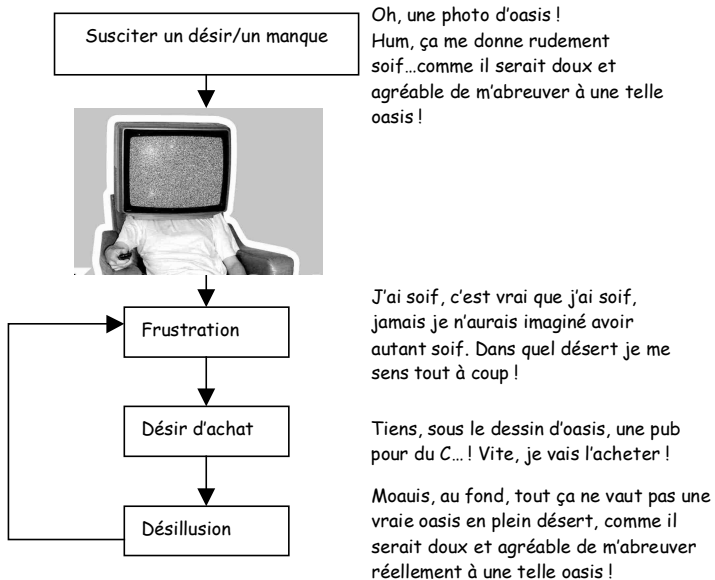 Susciter un désir/un manque
Oh, une photo d'oasis !
Hum, ça me donne rudement
soif…comme il serait doux et
agréable de m'abreuver à une telle
oasis !
Frustration
J'ai soif, c'est vrai que j'ai soif,
jamais je n'aurais imaginé avoir
autant soif. Dans quel désert je me
sens tout à coup !
Désir d'achat
Tiens, sous le dessin d'oasis, une pub
pour du C… ! Vite, je vais l'acheter !
Désillusion
Moauis, au fond, tout ça ne vaut pas une
vraie oasis en plein désert, comme il
serait doux et agréable de m'abreuver
réellement à une telle oasis !